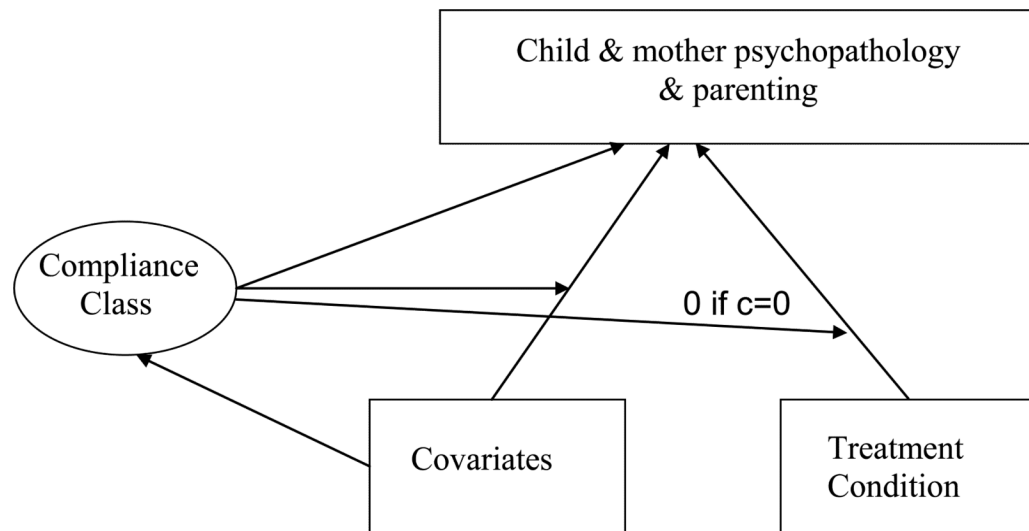 Child & mother psychopathology
& parenting
Compliance
Class
0 if c=0
Covariates
Treatment
Condition